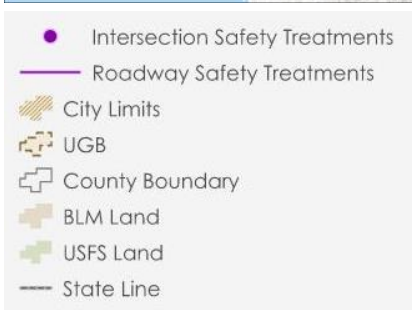 Intersection Safety Treatments
Roadway Safety Treatments
City Limits
UGB
County Boundary
BLM Land
USFS Land
State Line